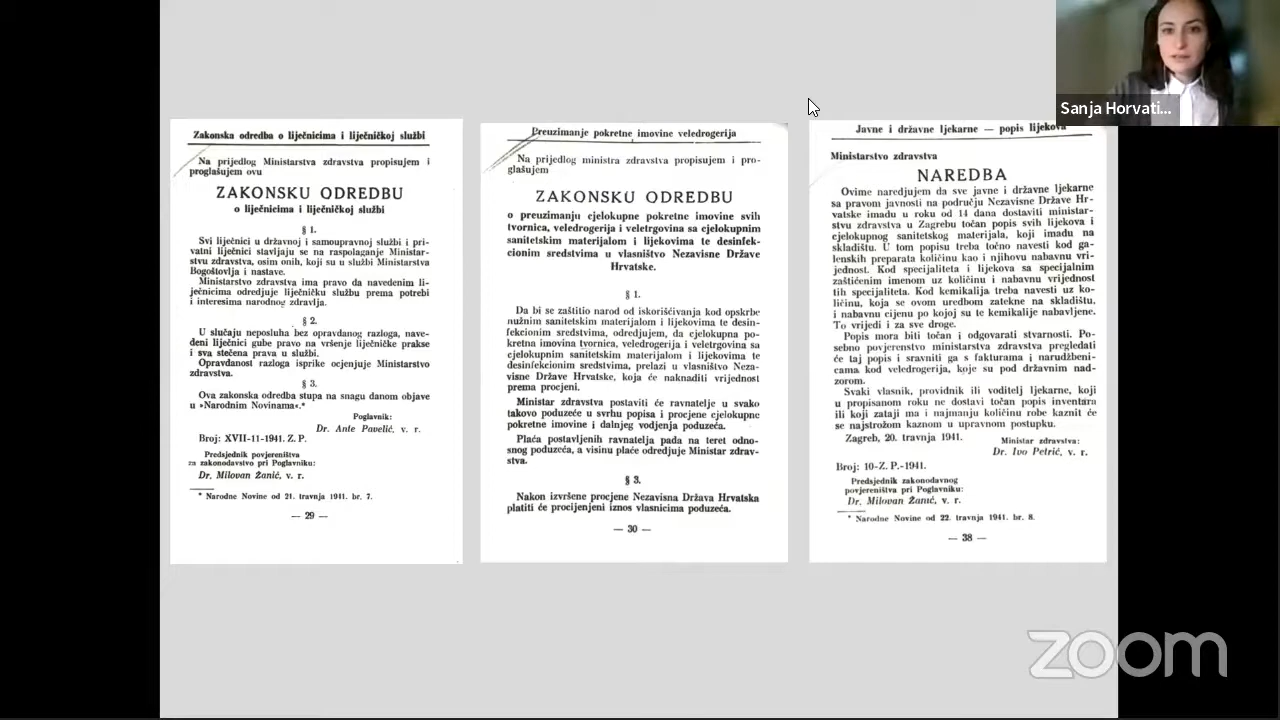 Sanja Horvati...
Zakonska odredba o liječnicima i liječničkoj službi
Na prijedlog Ministarstva zdravstva propisujem i
proglašujem ovu
ZAKONSKU ODREDBU
o liječnicima i liječničkoj službi
§ 1.
Svi liječnici u državnoj i samoupravnoj službi i pri-
vatni liječnici stavljaju se na raspolaganje Ministar-
stvu zdravstva, osim onih, koji su u službi Ministarstva
Bogoštovlja i nastave.
Ministarstvo zdravstva ima pravo da navedenim li-
ječnicima odredjuje liječničku službu prema potrebi
i interesima narodnog zdravlja.
§ 2.
U slučaju neposluha bez opravdanog razloga, nave-
deni liječnici gube pravo na vršenje liječničke prakse
i sva stečena prava u službi.
Opravdanost razloga isprike ocjenjuje Ministarstvo
zdravstva.
§ 3.
Ova zakonska odredba stupa na snagu danom objave
u »Narodnim Novinama«.*
Poglavnik:
Dr. Ante Pavelić, v. r.
Broj: XVII-11-1941. Z. P.
Predsjednik povjereništva
za zakonodavstvo pri Poglavniku:
Dr. Milovan Žanić, v. r.
* Narodne Novine od 21. travnja 1941. br. 7.
— 29 —
Preuzimanje pokretne imovine veledrogerija
Na prijedlog ministra zdravstva propisujem i pro-
glašujem
ZAKONSKU ODREDBU
o preuzimanju cjelokupne pokretne imovine svih
tvornica, veledrogerija i veletrgovina sa cjelokupnim
sanitetskim materijalom i lijekovima te desinfek-
cionim sredstvima u vlasništvo Nezavisne Države
Hrvatske.
§ 1.
Da bi se zaštitio narod od iskorišćivanja kod opskrbe
nužnim sanitetskim materijalom i lijekovima te desin-
fekcionim sredstvima, odredjujem, da cjelokupna po-
kretna imovina tvornica, veledrogerija i veletrgovina sa
cjelokupnim sanitetskim materijalom i lijekovima te
desinfekcionim sredstvima, prelazi u vlasništvo Neza-
visne Države Hrvatske, koja će naknaditi vrijednost
prema procjeni.
Ministar zdravstva postaviti će ravnatelje u svako
takovo poduzeće u svrhu popisa i procjene cjelokupne
pokretne imovine i dalnjeg vodjenja poduzeća.
Plaća postavljenih ravnatelja pada na teret odno-
snog poduzeća, a visinu plaće odredjuje Ministar zdrav-
stva.
§ 3.
Nakon izvršene procjene Nezavisna Država Hrvatska
platiti će procijenjeni iznos vlasnicima poduzeća.
— 30 —
Javne i državne ljekarne — popis lijekova
Ministarstvo zdravstva
NAREDBA
Ovime naredjujem da sve javne i državne ljekarne
sa pravom javnosti na području Nezavisne Države Hr-
vatske imadu u roku od 14 dana dostaviti ministar-
stvu zdravstva u Zagrebu točan popis svih lijekova i
cjelokupnog sanitetskog materijala, koji imadu na
skladištu. U tom popisu treba točno navesti kod ga-
lenskih preparata količinu kao i njihovu nabavnu vri-
jednost. Kod specijaliteta i lijekova sa specijalnim
zaštićenim imenom uz količinu i nabavnu vrijednost
tih specijaliteta. Kod kemikalija treba navesti uz ko-
ličinu, koja se ovom uredbom zatekne na skladištu,
i nabavnu cijenu po kojoj su te kemikalije nabavljene.
To vrijedi i za sve droge.
Popis mora biti točan i odgovarati stvarnosti. Po-
sebno povjerenstvo ministarstva zdravstva pregledati
će taj popis i sravniti ga s fakturama i narudžbeni-
cama kod veledrogerija, koje su pod državnim nad-
zorom.
Svaki vlasnik, providnik ili voditelj ljekarne, koji
u propisanom roku ne dostavi točan popis inventara
ili koji zataji ma i najmanju količinu robe kaznit će
se najstrožom kaznom u upravnom postupku.
Zagreb, 20. travnja 1941.
Ministar zdravstva:
Dr. Ivo Petrić, v. r.
Broj: 10-Z. P.-1941.
Predsjednik zakonodavnog
povjereništva pri Poglavniku:
Dr. Milovan Žanić, v. r.
* Narodne Novine od 22. travnja 1941. br. 8.
— 38 —
zoom